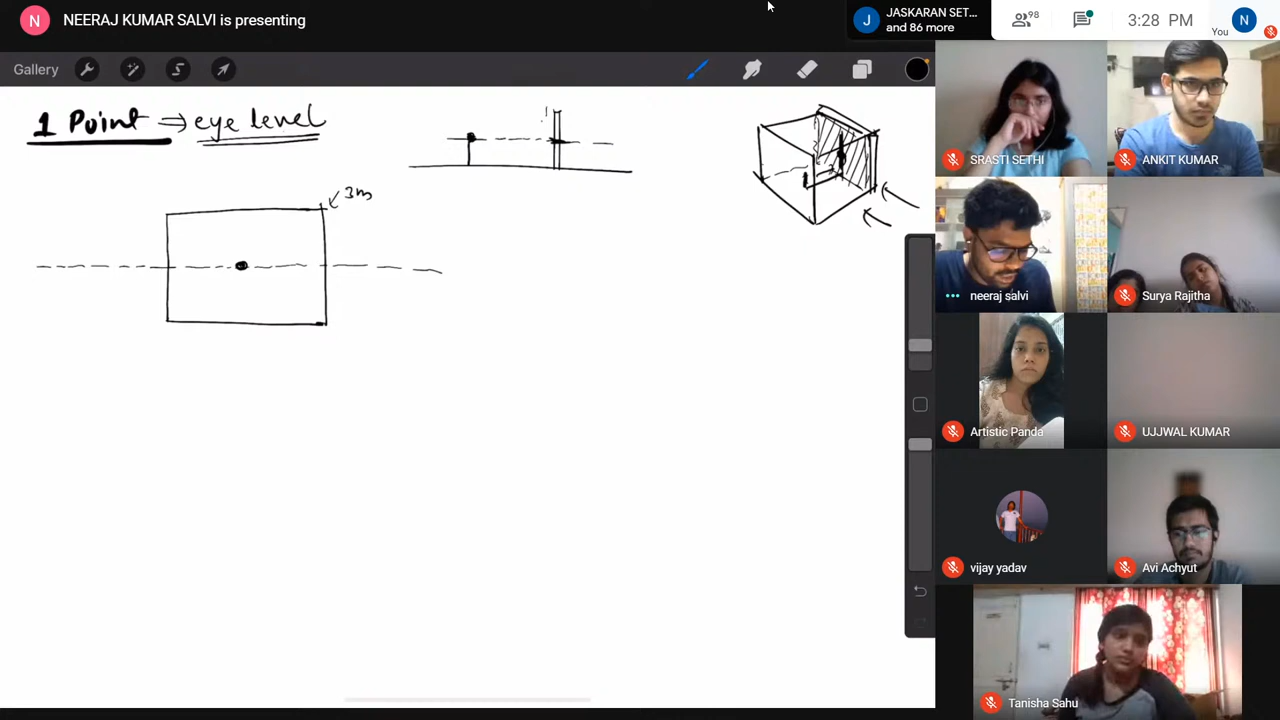 NEERAJ KUMAR SALVI is presenting
N
J
JASKARAN SET...
and 86 more
98
3:28 PM
You
N
Gallery
1 Point ⇒ eye level
3m
SRASTI SETHI
ANKIT KUMAR
neeraj salvi
Surya Rajitha
Artistic Panda
UJJWAL KUMAR
vijay yadav
Avi Achyut
Tanisha Sahu